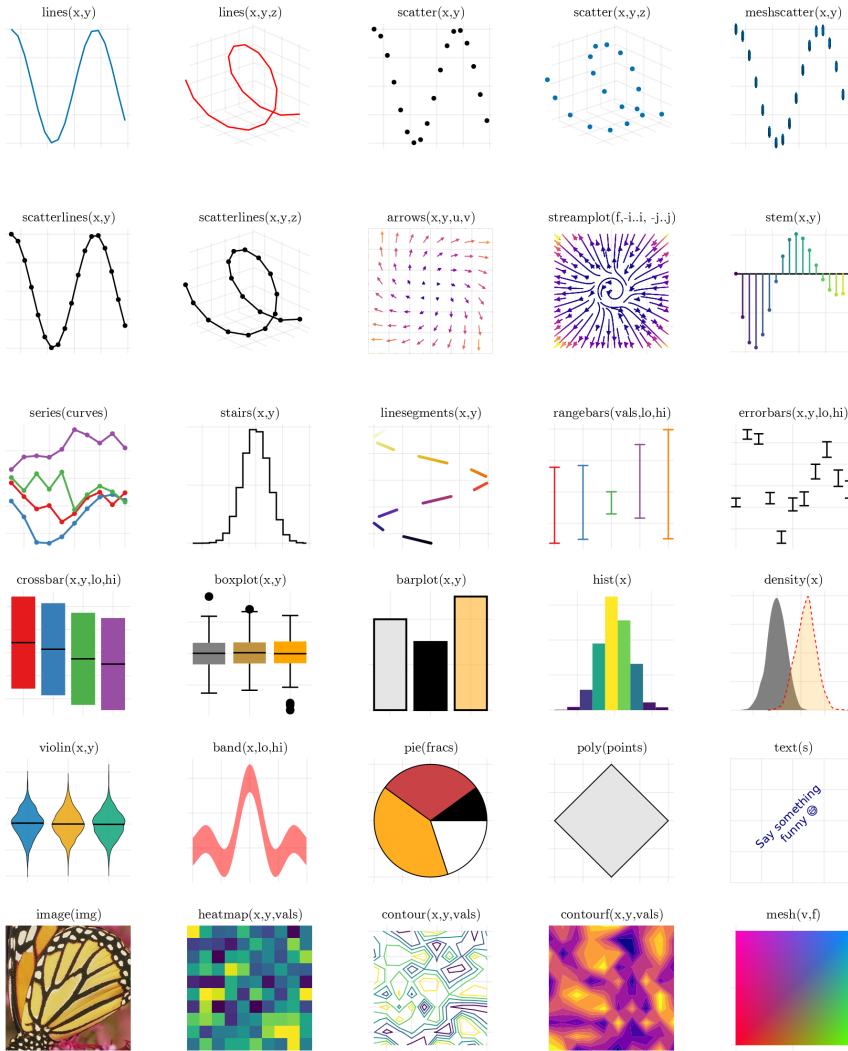 lines(x,y)
lines(x,y,z)
scatter(x,y)
scatter(x,y,z)
meshscatter(x,y)
scatterlines(x,y)
scatterlines(x,y,z)
arrows(x,y,u,v)
streamplot(f,-i..i, -j..j)
stem(x,y)
series(curves)
stairs(x,y)
linesegments(x,y)
rangebars(vals,lo,hi)
errorbars(x,y,lo,hi)
crossbar(x,y,lo,hi)
boxplot(x,y)
barplot(x,y)
hist(x)
density(x)
violin(x,y)
band(x,lo,hi)
pie(fracs)
poly(points)
text(s)
Say something
funny 😅
image(img)
heatmap(x,y,vals)
contour(x,y,vals)
contourf(x,y,vals)
mesh(v,f)